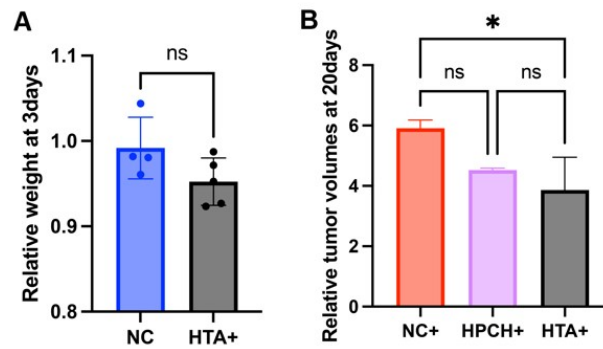 A
Relative weight at 3days
1.1
1.0
0.9
0.8
ns
NC
HTA+
B
Relative tumor volumes at 20days
8
6
4
2
0
*
ns
ns
NC+
HPCH+
HTA+